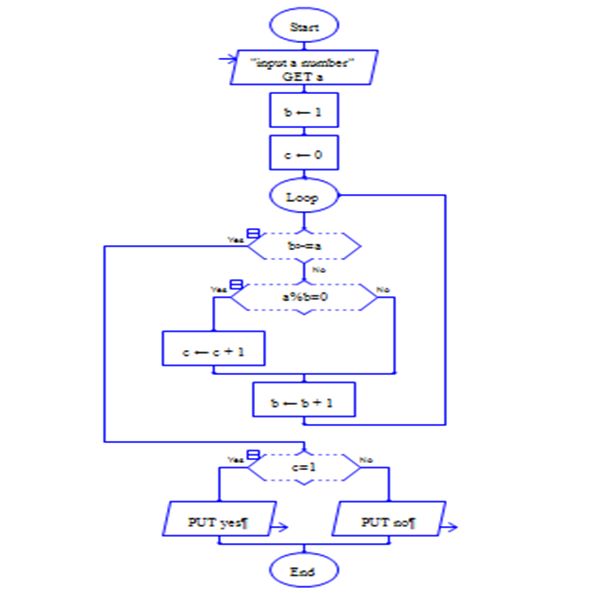 Start
"input a number"
GET a
b ← 1
c ← 0
Loop
Yes
b>=a
No
Yes
a%b=0
No
c ← c + 1
b ← b + 1
Yes
c=1
No
PUT yes¶
PUT no¶
End